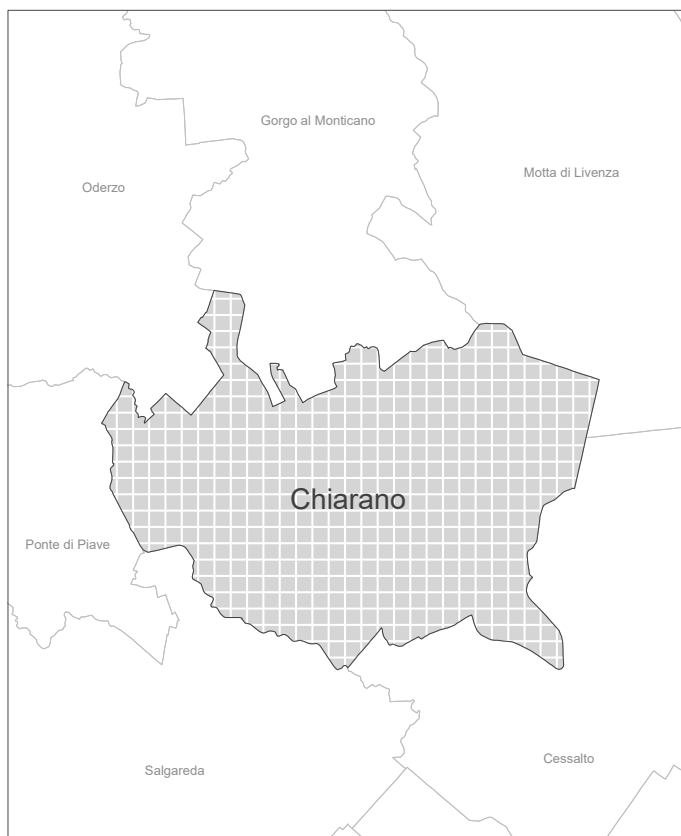 Gorgo al Monticano
Motta di Livenza
Oderzo
Chiarano
Ponte di Piave
Cessalto
Salgareda